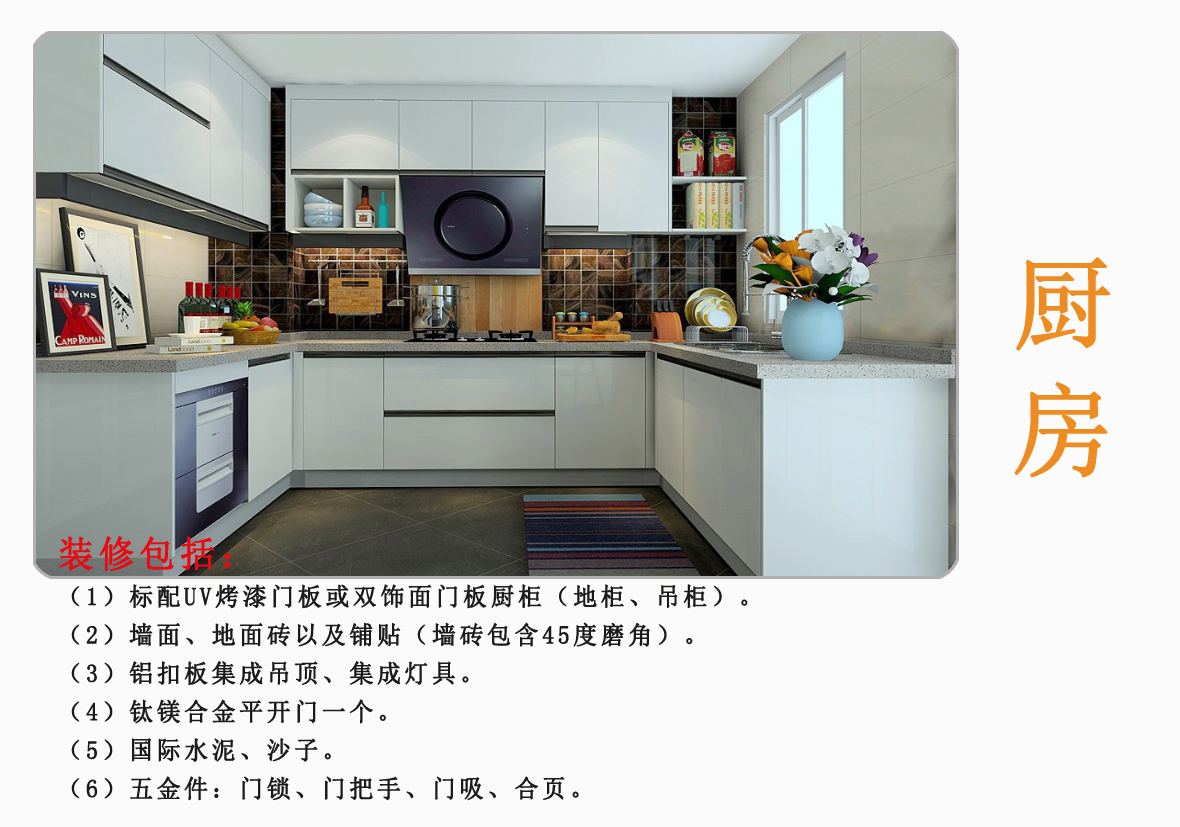 VINS
CAMP ROMAIN
Landbond
厨
房
装修包括：
（1）标配UV烤漆门板或双饰面门板厨柜（地柜、吊柜）。
（2）墙面、地面砖以及铺贴（墙砖包含45度磨角）。
（3）铝扣板集成吊顶、集成灯具。
（4）钛镁合金平开门一个。
（5）国际水泥、沙子。
（6）五金件：门锁、门把手、门吸、合页。